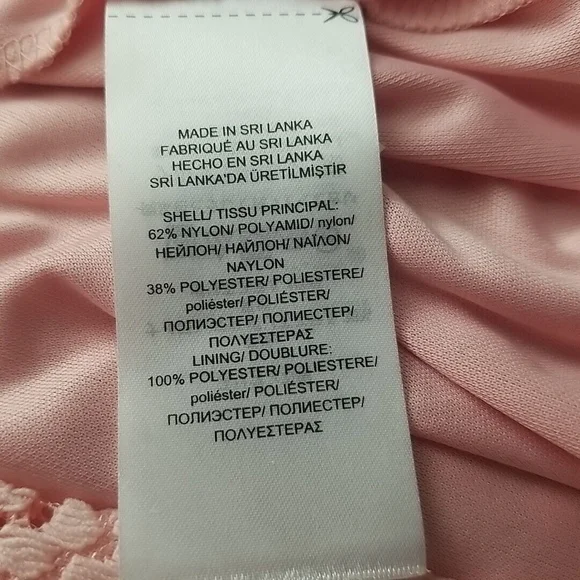 MADE IN SRI LANKA
FABRIQUÉ AU SRI LANKA
HECHO EN SRI LANKA
SRİ LANKA'DA ÜRETİLMİŞTİR
SHELL/ TISSU PRINCIPAL:
62% NYLON/ POLYAMID/ nylon/
НЕЙЛОН/ НАЙЛОН/ ΝΑΪΛΟΝ/
NAYLON
38% POLYESTER/ POLIESTERE/
poliéster/ POLIÉSTER/
ПОЛИЭСТЕР/ ПОЛИЕСТЕР/
ΠΟΛΥΕΣΤΕΡΑΣ
LINING/ DOUBLURE:
100% POLYESTER/ POLIESTERE/
poliéster/ POLIÉSTER/
ПОЛИЭСТЕР/ ПОЛИЕСТЕР/
ΠΟΛΥΕΣΤΕΡΑΣ